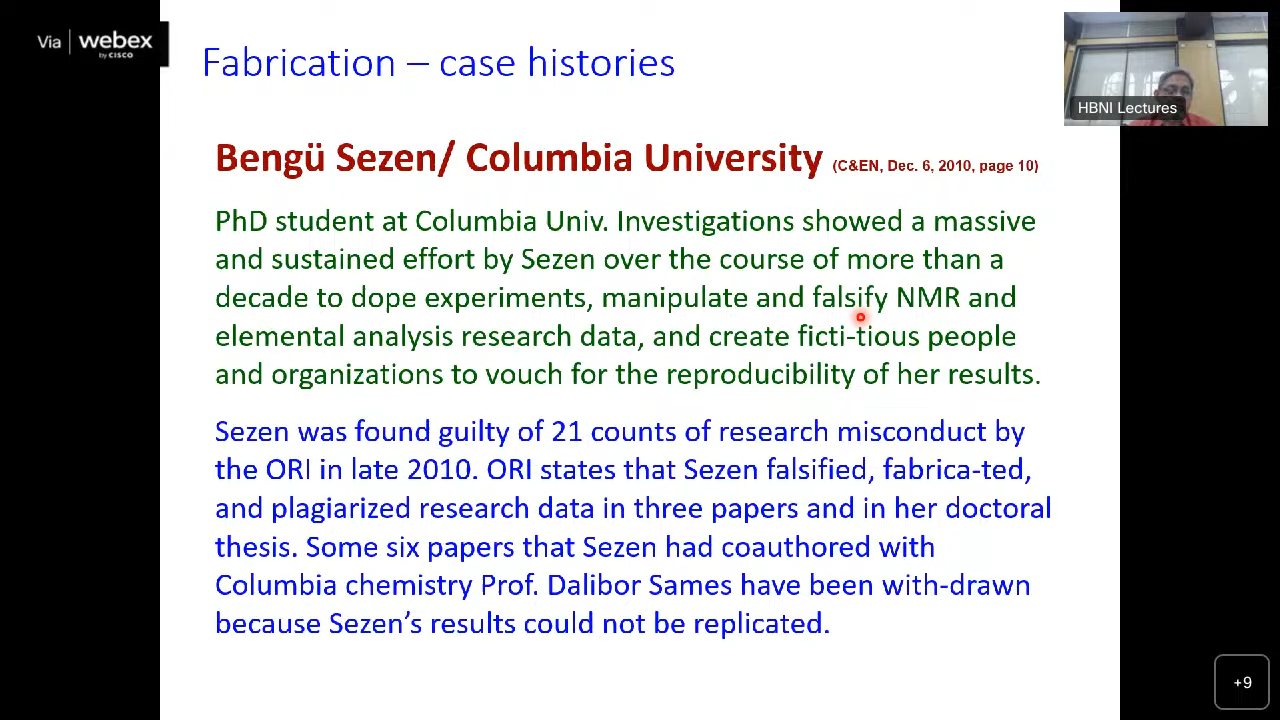 Via | webex
by CISCO
Fabrication – case histories
HBNI Lectures
Bengü Sezen/ Columbia University (C&EN, Dec. 6, 2010, page 10)
PhD student at Columbia Univ. Investigations showed a massive
and sustained effort by Sezen over the course of more than a
decade to dope experiments, manipulate and falsify NMR and
elemental analysis research data, and create ficti-tious people
and organizations to vouch for the reproducibility of her results.
Sezen was found guilty of 21 counts of research misconduct by
the ORI in late 2010. ORI states that Sezen falsified, fabrica-ted,
and plagiarized research data in three papers and in her doctoral
thesis. Some six papers that Sezen had coauthored with
Columbia chemistry Prof. Dalibor Sames have been with-drawn
because Sezen’s results could not be replicated.
+9